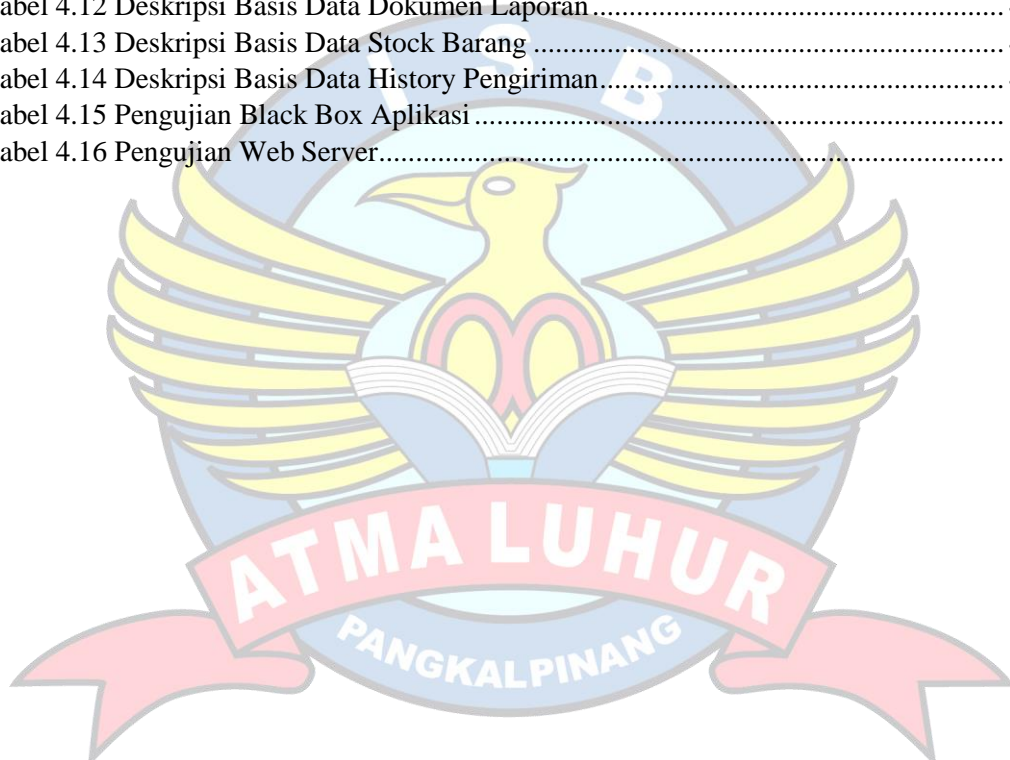 abel 4.12 Deskripsi Basis Data Dokumen Laporan
abel 4.13 Deskripsi Basis Data Stock Barang
abel 4.14 Deskripsi Basis Data History Pengiriman
abel 4.15 Pengujian Black Box Aplikasi
abel 4.16 Pengujian Web Server
I S B
ATMA LUHUR
PANGKALPINANG